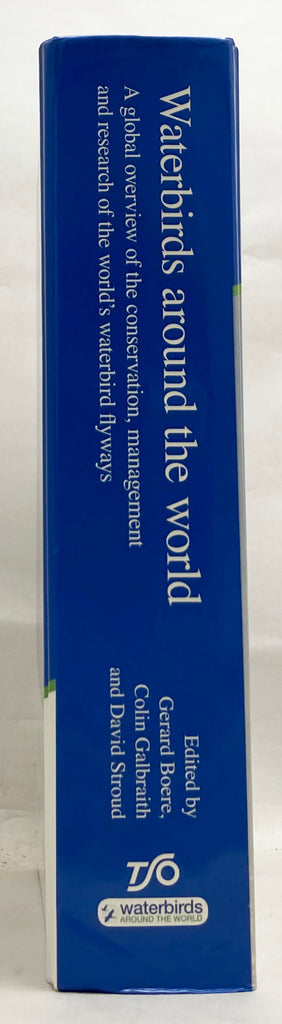 Waterbirds around the world
A global overview of the conservation, management
and research of the world's waterbird flyways
Edited by
Gerard Boere,
Colin Galbraith
and David Stroud
TSO
waterbirds
AROUND THE WORLD